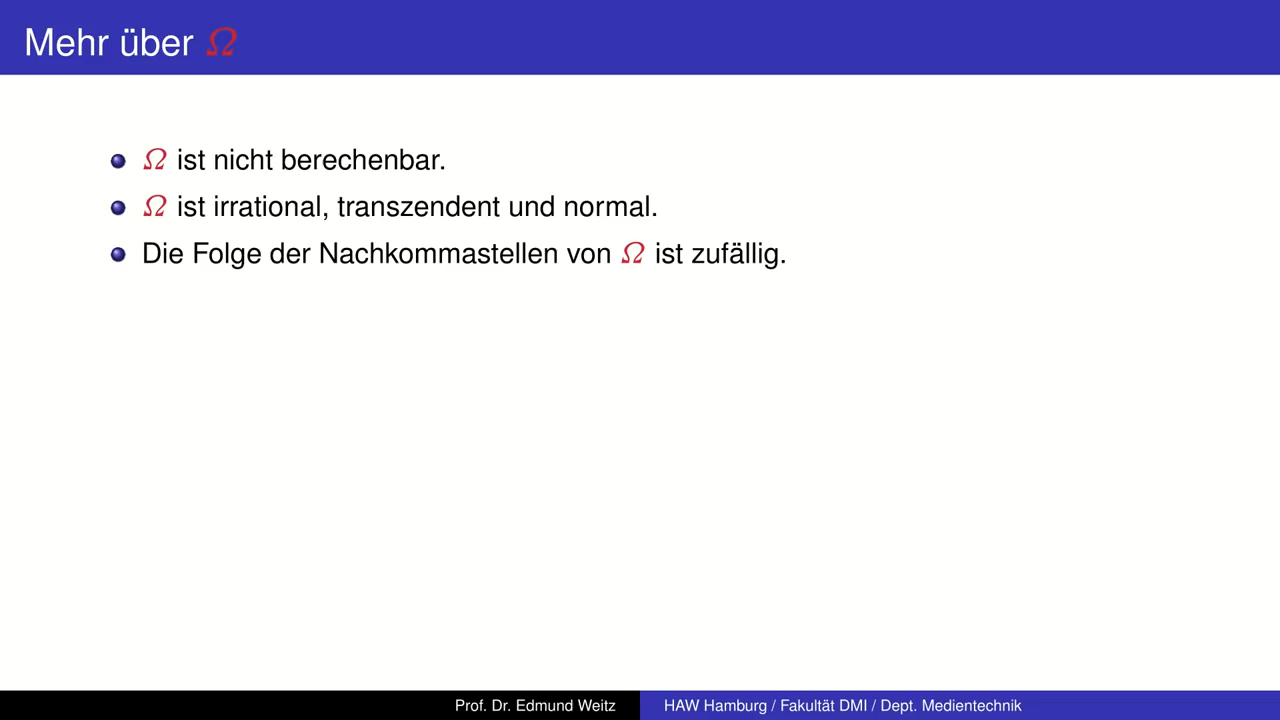 Mehr über Ω
Ω ist nicht berechenbar.
Ω ist irrational, transzendent und normal.
Die Folge der Nachkommastellen von Ω ist zufällig.
Prof. Dr. Edmund Weitz
HAW Hamburg / Fakultät DMI / Dept. Medientechnik